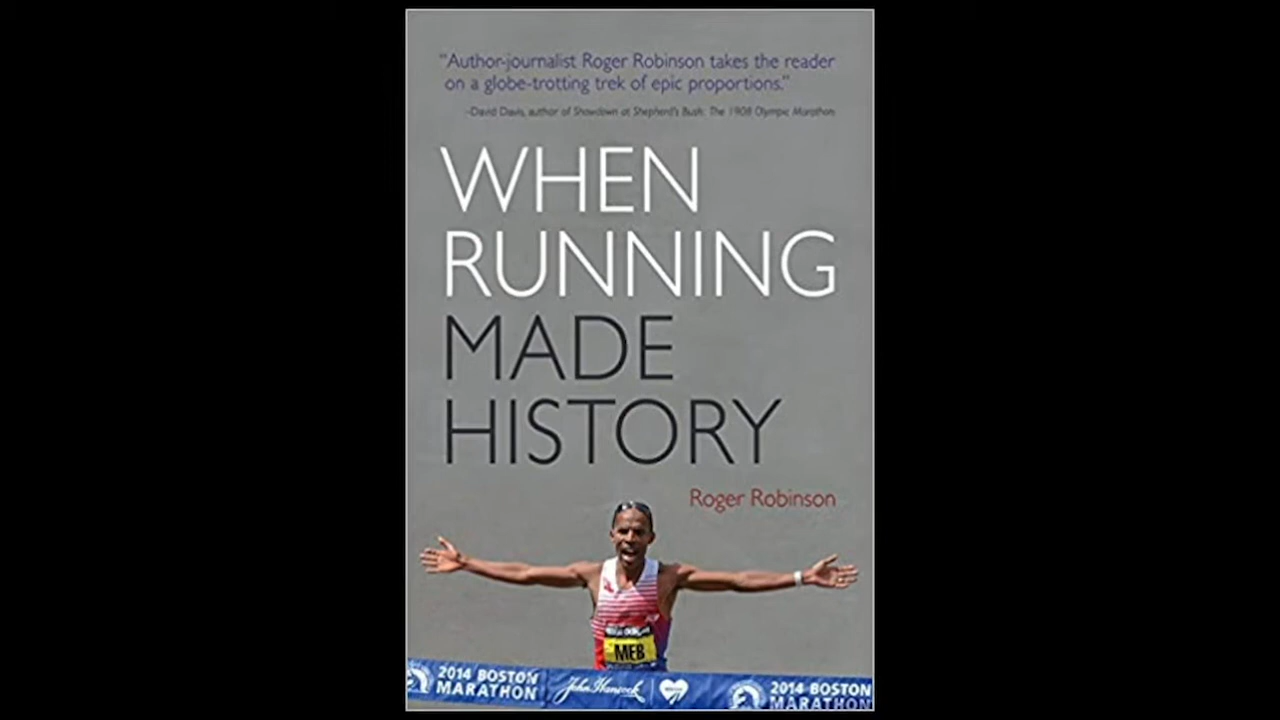 “Author-journalist Roger Robinson takes the reader
on a globe-trotting trek of epic proportions.”
–David Davis, author of Showdown at Shepherd's Bush: The 1908 Olympic Marathon
WHEN
RUNNING
MADE
HISTORY
Roger Robinson
MEB
2014 BOSTON
MARATHON
John Hancock
2014 BOSTON
MARATHON